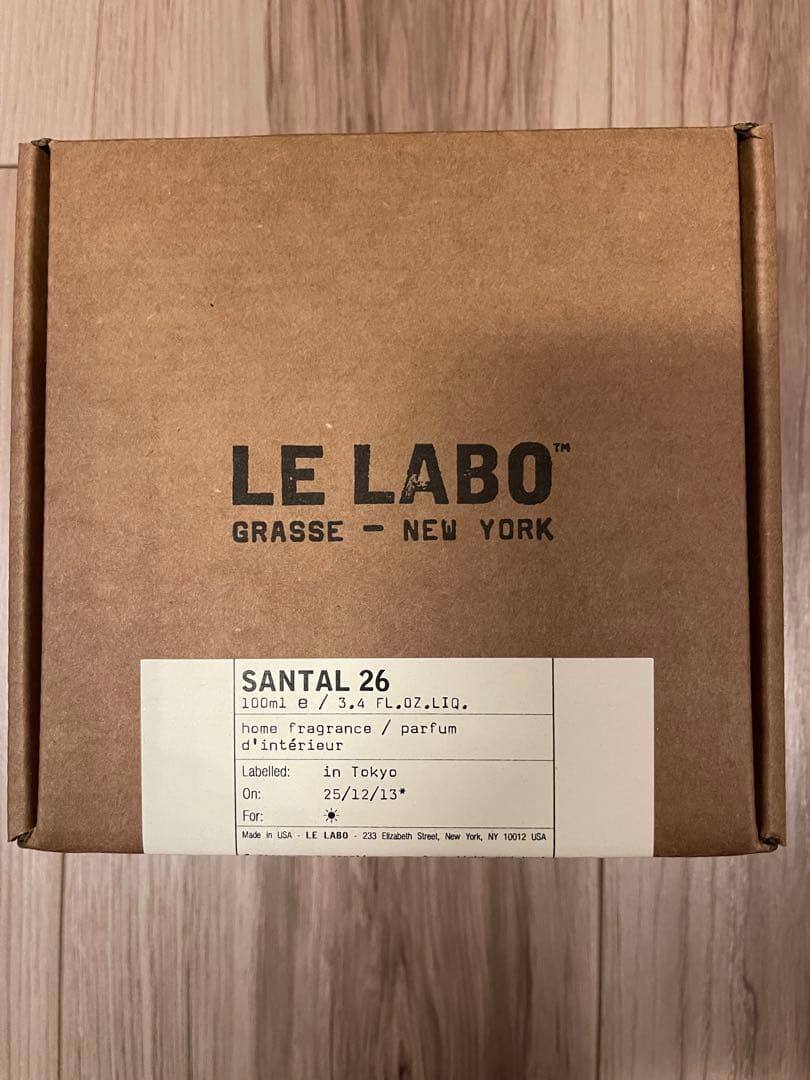 LE LABO™
GRASSE - NEW YORK
SANTAL 26
100ml e / 3.4 FL.OZ.LIQ.
home fragrance / parfum
d'intérieur
Labelled: in Tokyo
On: 25/12/13*
For: ☀
Made in USA - LE LABO - 233 Elizabeth Street, New York, NY 10012 USA